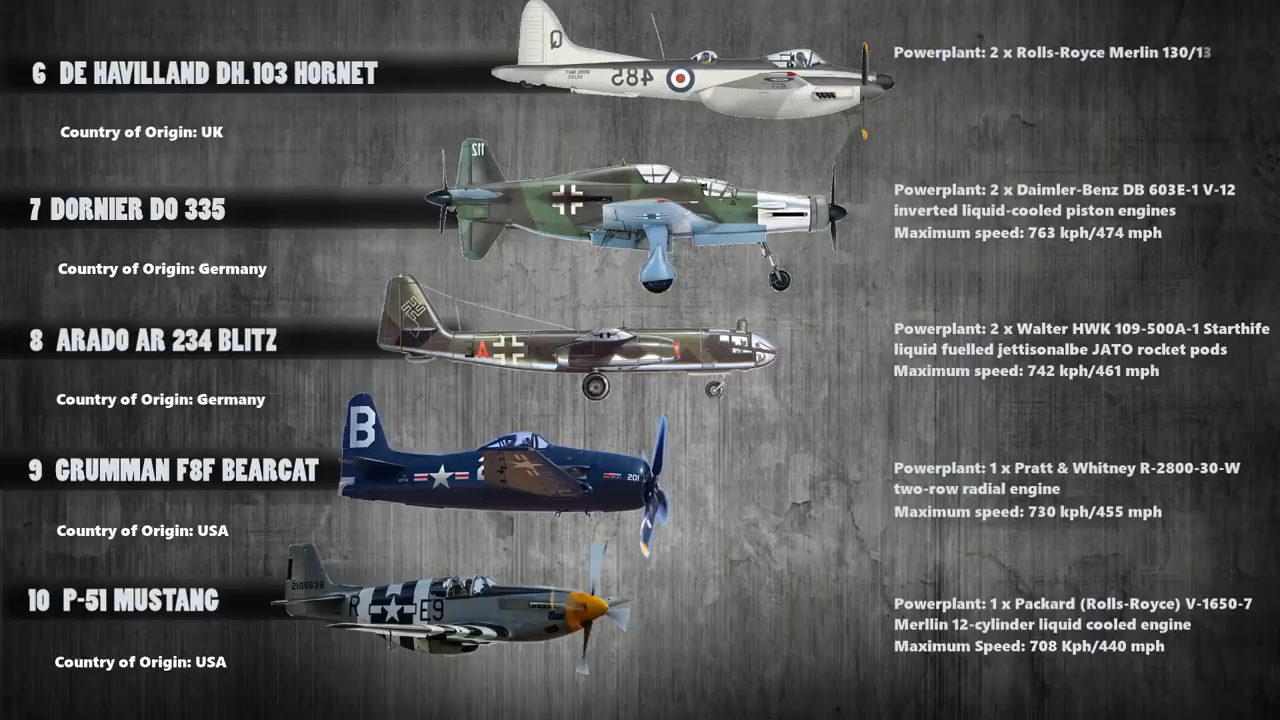 6 DE HAVILLAND DH.103 HORNET
Powerplant: 2 x Rolls-Royce Merlin 130/13
Q
485
Country of Origin: UK
112
7 DORNIER DO 335
Powerplant: 2 x Daimler-Benz DB 603E-1 V-12
inverted liquid-cooled piston engines
Maximum speed: 763 kph/474 mph
Country of Origin: Germany
8 ARADO AR 234 BLITZ
A
Powerplant: 2 x Walter HWK 109-500A-1 Starthife
liquid fuelled jettisonalbe JATO rocket pods
Maximum speed: 742 kph/461 mph
Country of Origin: Germany
B
9 GRUMMAN F8F BEARCAT
2
201
Powerplant: 1 x Pratt & Whitney R-2800-30-W
two-row radial engine
Maximum speed: 730 kph/455 mph
Country of Origin: USA
2106638
10 P-51 MUSTANG
R E9
Powerplant: 1 x Packard (Rolls-Royce) V-1650-7
Merllin 12-cylinder liquid cooled engine
Maximum Speed: 708 Kph/440 mph
Country of Origin: USA